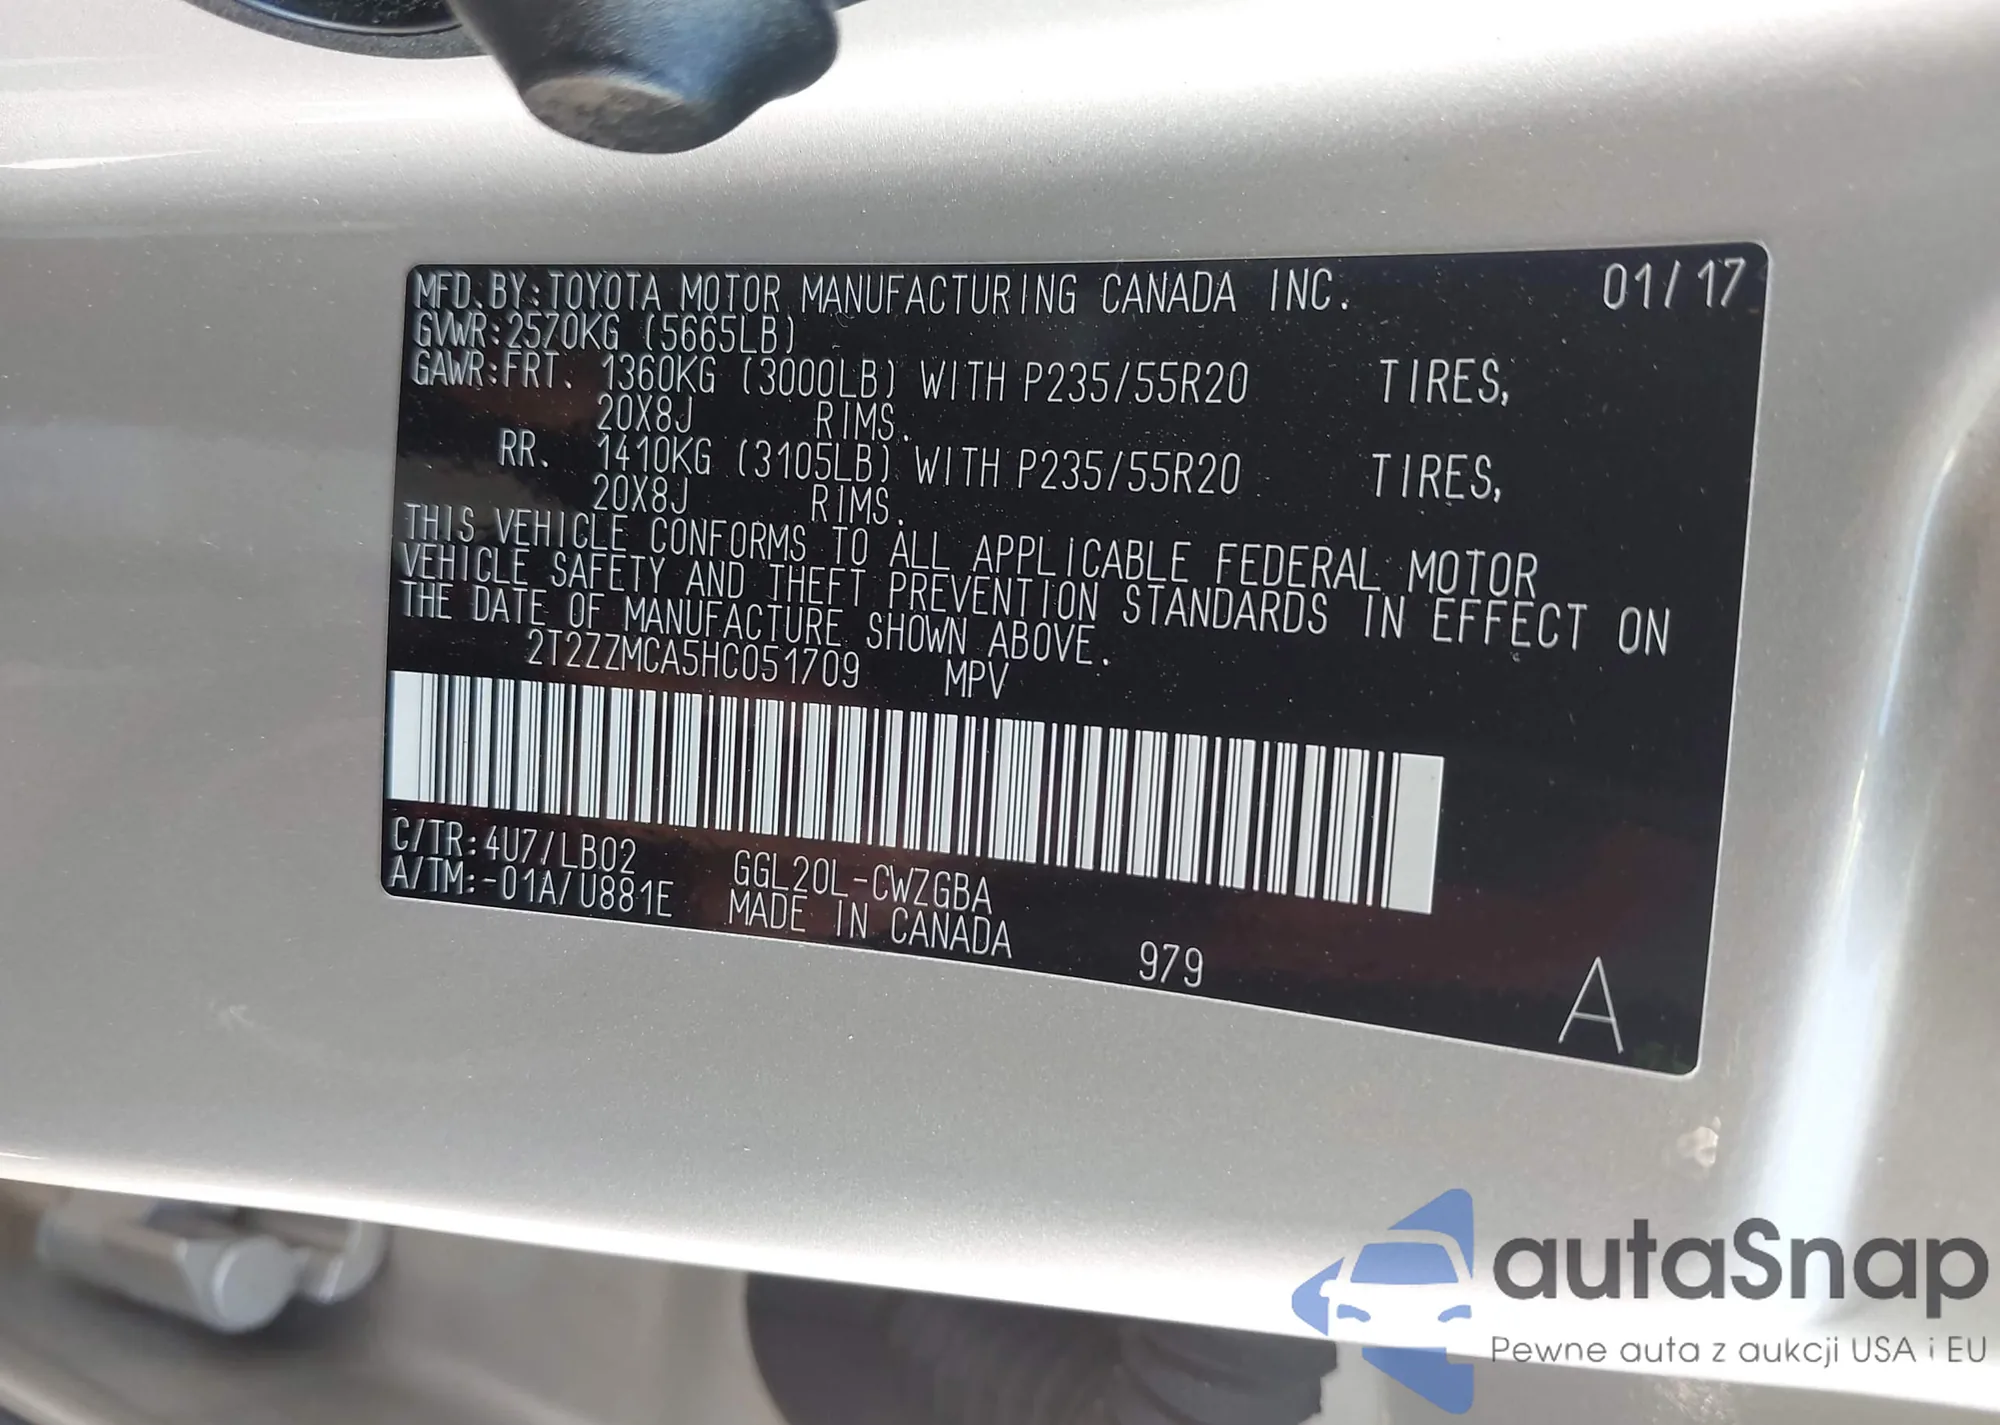 MFD. BY: TOYOTA MOTOR MANUFACTURING CANADA INC. 01/17
GVWR: 2570KG (5665LB)
GAWR: FRT. 1360KG (3000LB) WITH P235/55R20 TIRES,
20X8J RIMS.
RR. 1410KG (3105LB) WITH P235/55R20 TIRES,
20X8J RIMS.
THIS VEHICLE CONFORMS TO ALL APPLICABLE FEDERAL MOTOR
VEHICLE SAFETY AND THEFT PREVENTION STANDARDS IN EFFECT ON
THE DATE OF MANUFACTURE SHOWN ABOVE.
2T2ZZMCA5HC051709 MPV
C/TR: 4U7/LB02 GGL20L-CWZGBA
A/TM: -01A/U881E MADE IN CANADA
979 A
autaSnap
Pewne auta z aukcji USA i EU